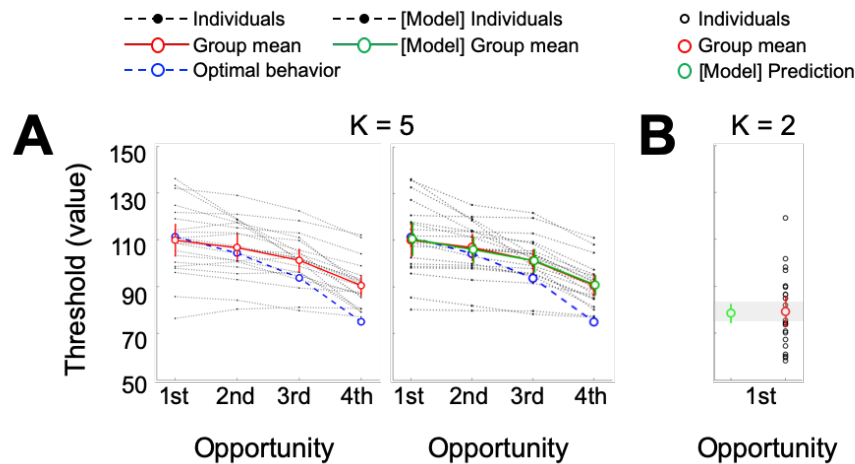 Individuals
[Model] Individuals
Individuals
Group mean
[Model] Group mean
Group mean
Optimal behavior
[Model] Prediction
A
K = 5
B
K = 2
Threshold (value)
150
130
110
90
70
50
1st 2nd 3rd 4th
1st 2nd 3rd 4th
1st
Opportunity
Opportunity
Opportunity